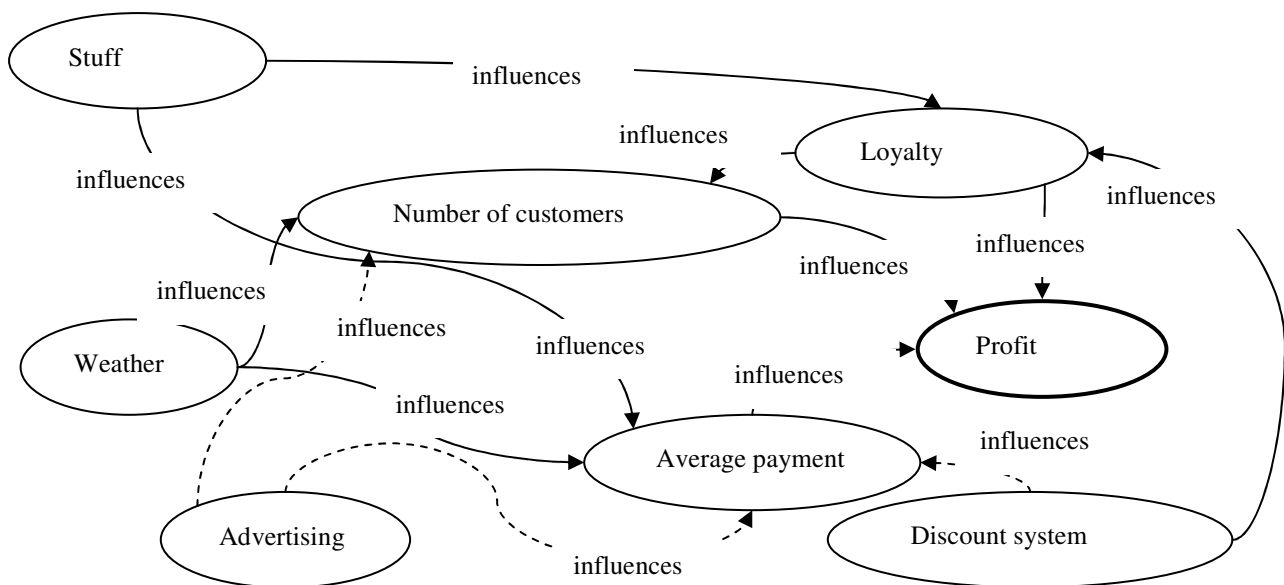 Stuff
influences
influences
Loyalty
influences
influences
Number of customers
influences
influences
influences
influences
influences
Profit
Weather
influences
influences
influences
Average payment
influences
Advertising
Discount system
influences